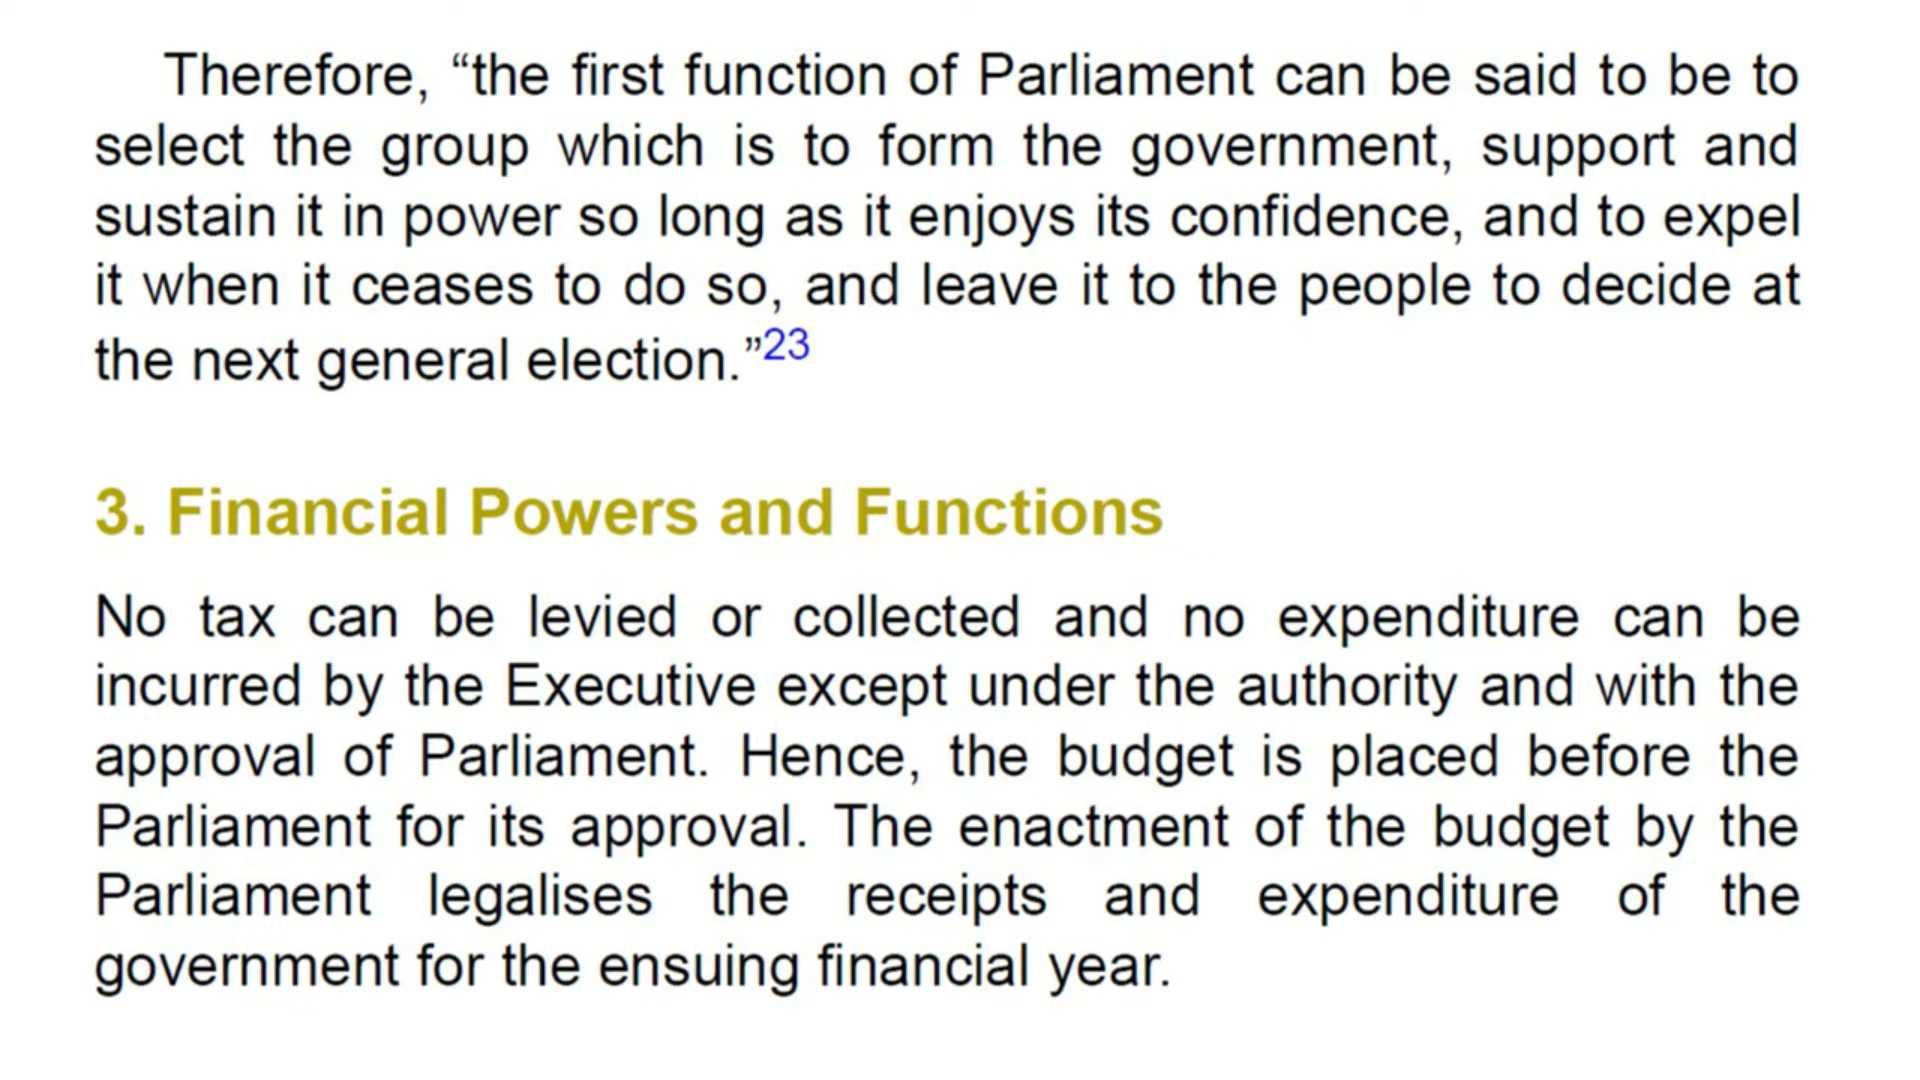 Therefore, “the first function of Parliament can be said to be to
select the group which is to form the government, support and
sustain it in power so long as it enjoys its confidence, and to expel
it when it ceases to do so, and leave it to the people to decide at
the next general election.”23
3. Financial Powers and Functions
No tax can be levied or collected and no expenditure can be
incurred by the Executive except under the authority and with the
approval of Parliament. Hence, the budget is placed before the
Parliament for its approval. The enactment of the budget by the
Parliament legalises the receipts and expenditure of the
government for the ensuing financial year.